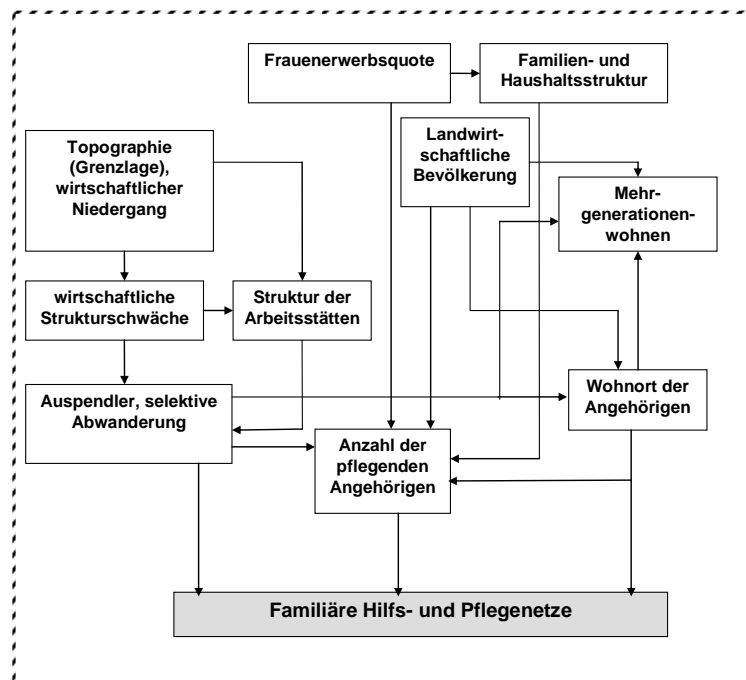 Frauenerwerbsquote
Familien- und
Haushaltsstruktur
Topographie
(Grenzlage),
wirtschaftlicher
Niedergang
Landwirt-
schaftliche
Bevölkerung
Mehr-
generationen-
wohnen
wirtschaftliche
Strukturschwäche
Struktur der
Arbeitsstätten
Auspendler, selektive
Abwanderung
Wohnort der
Angehörigen
Anzahl der
pflegenden
Angehörigen
Familiäre Hilfs- und Pflegenetze